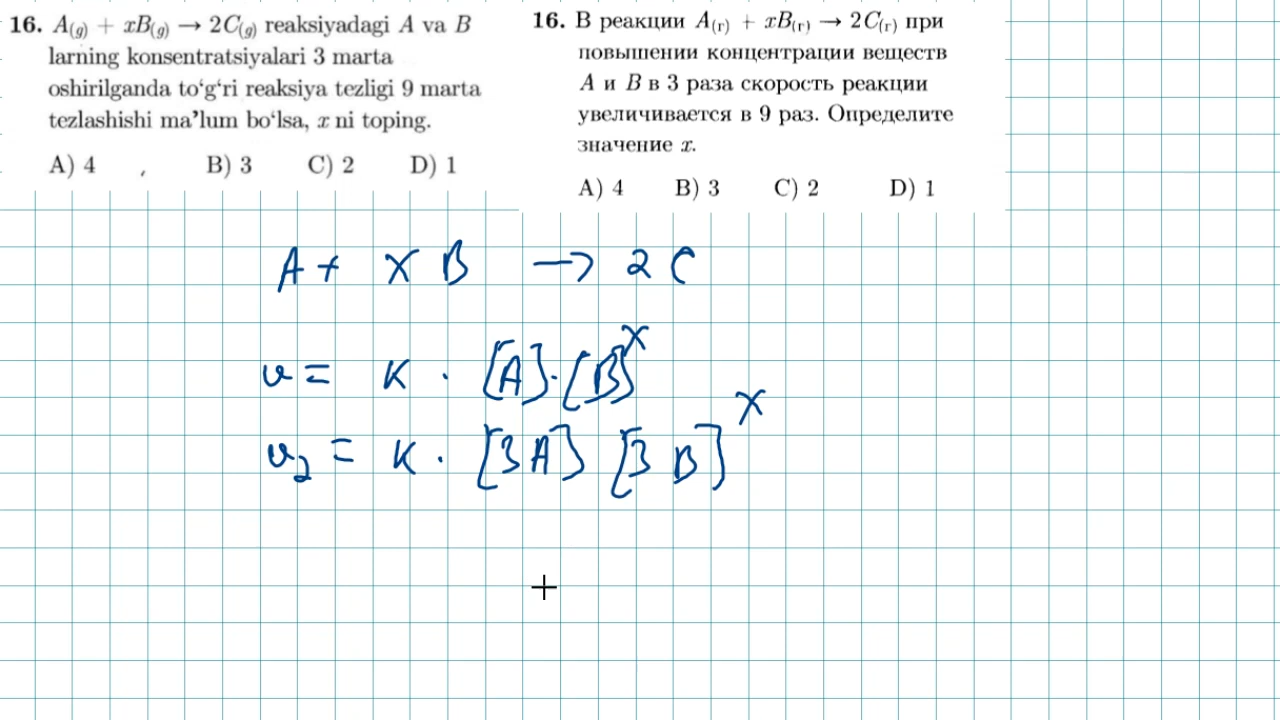 16. A(g) + xB(g) → 2C(g) reaksiyadagi A va B
larning konsentratsiyalari 3 marta
oshirilganda to‘g‘ri reaksiya tezligi 9 marta
tezlashishi ma’lum bo‘lsa, x ni toping.
A) 4 B) 3 C) 2 D) 1
16. В реакции A(г) + xB(г) → 2C(г) при
повышении концентрации веществ
A и B в 3 раза скорость реакции
увеличивается в 9 раз. Определите
значение x.
A) 4 B) 3 C) 2 D) 1
A + x B → 2 C
v = K · [A]·[B]^x
v₂ = K · [3A] [3B]^x